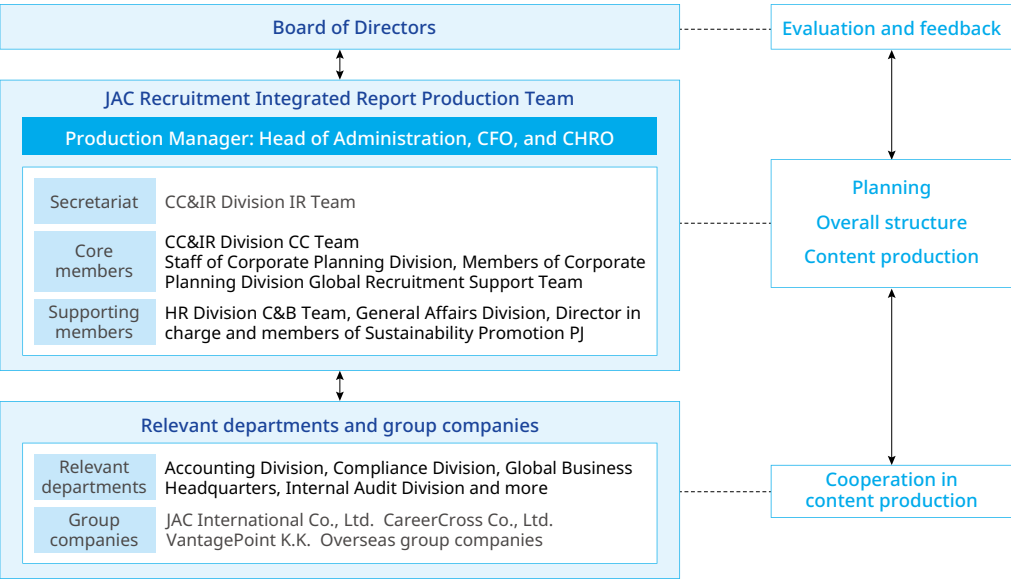 Board of Directors
Evaluation and feedback
JAC Recruitment Integrated Report Production Team
Production Manager: Head of Administration, CFO, and CHRO
Secretariat
CC&IR Division IR Team
Core
members
CC&IR Division CC Team
Staff of Corporate Planning Division, Members of Corporate
Planning Division Global Recruitment Support Team
Supporting
members
HR Division C&B Team, General Affairs Division, Director in
charge and members of Sustainability Promotion PJ
Planning
Overall structure
Content production
Relevant departments and group companies
Relevant
departments
Accounting Division, Compliance Division, Global Business
Headquarters, Internal Audit Division and more
Group
companies
JAC International Co., Ltd.  CareerCross Co., Ltd.
VantagePoint K.K.  Overseas group companies
Cooperation in
content production